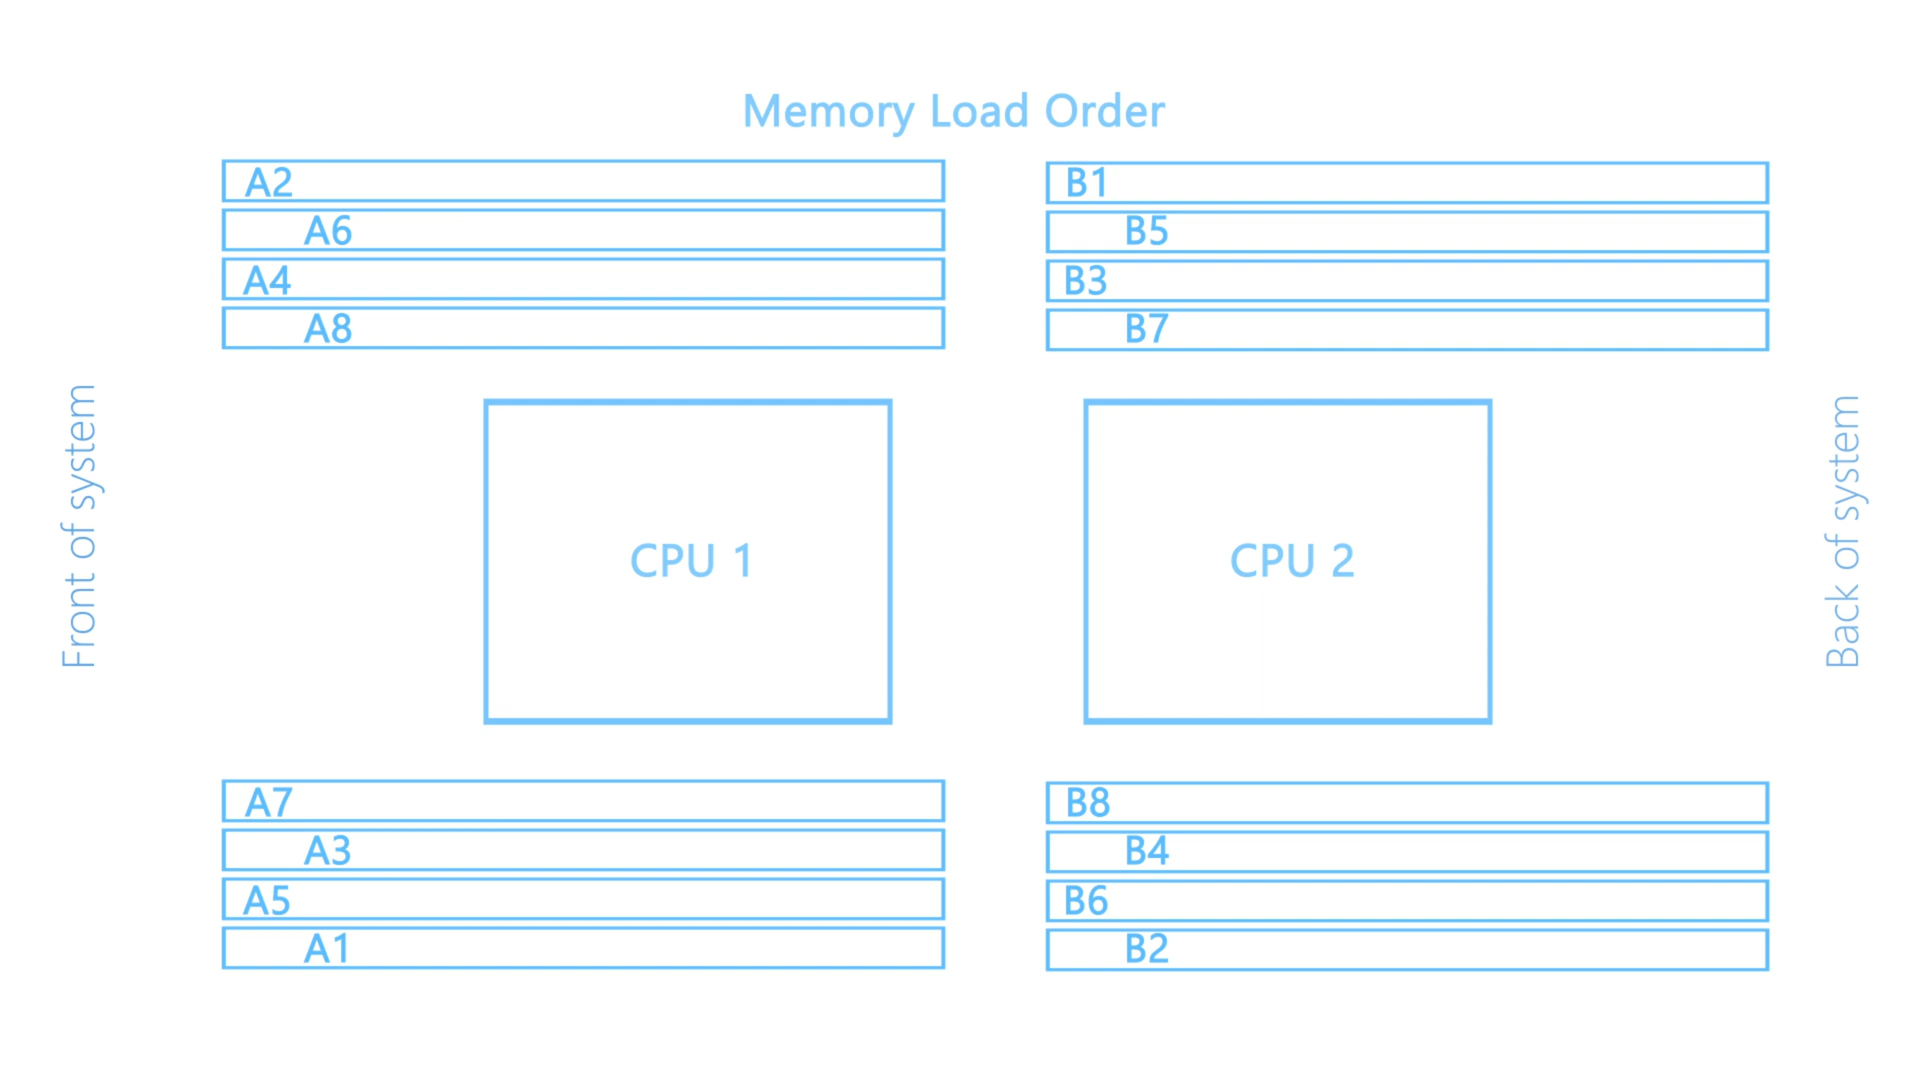 Memory Load Order
A2
A6
A4
A8
B1
B5
B3
B7
Front of system
CPU 1
CPU 2
Back of system
A7
A3
A5
A1
B8
B4
B6
B2